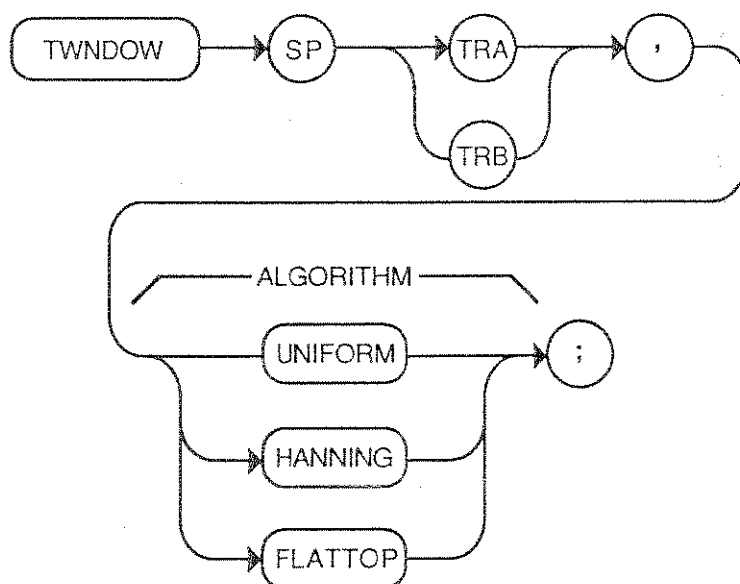 TWNDOW SP TRA ,
TRB
ALGORITHM
UNIFORM ;
HANNING
FLATTOP